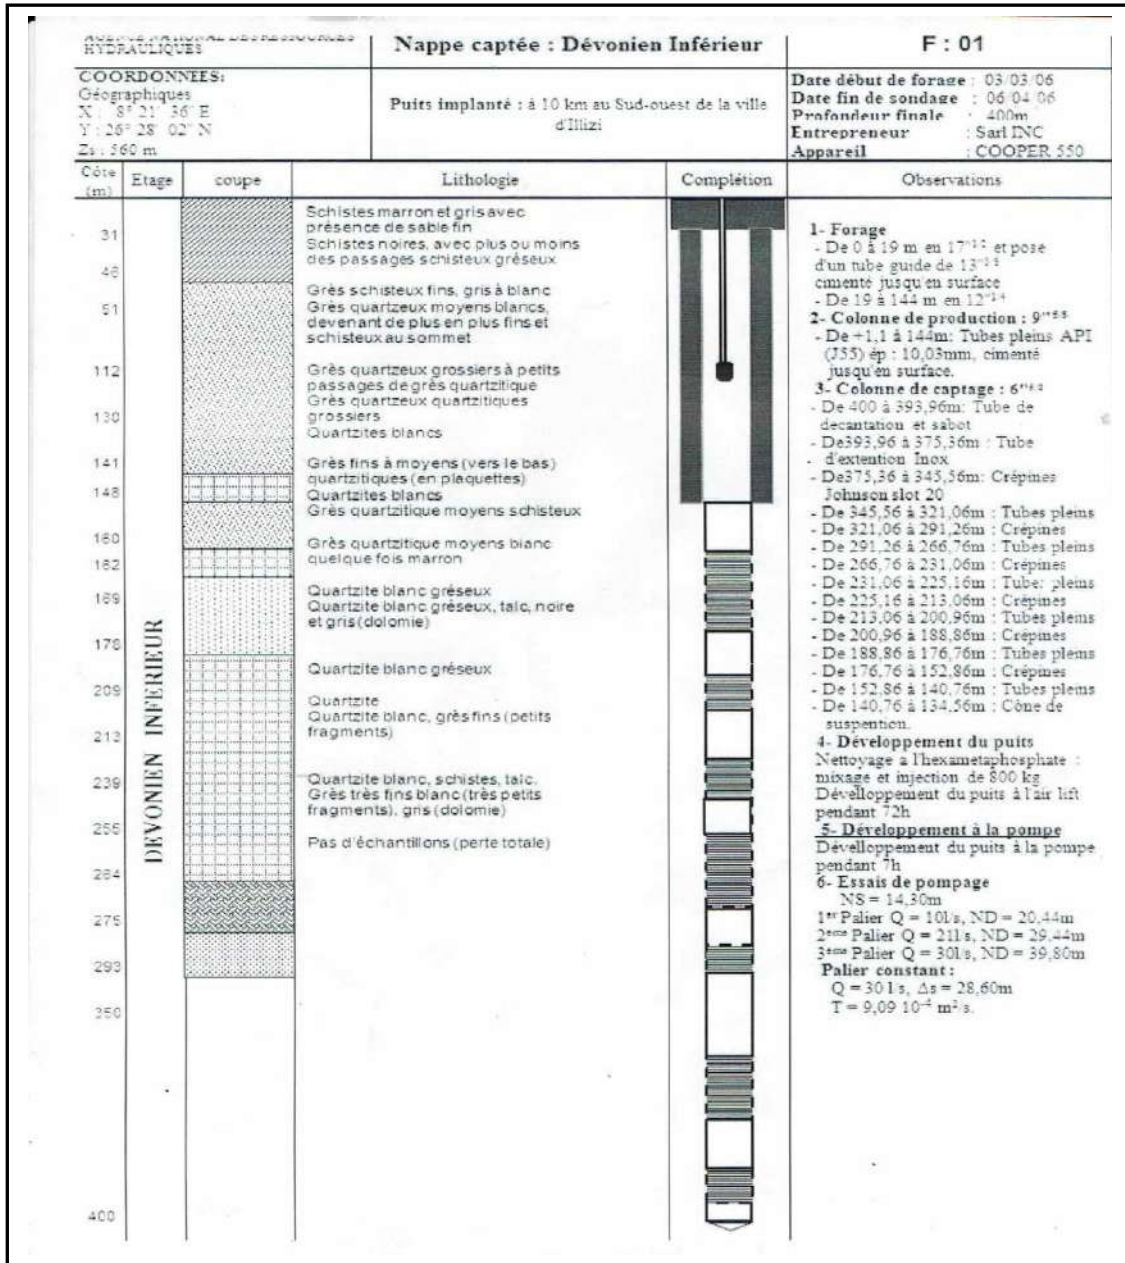 HYDRAULIQUES
Nappe captée : Dévonien Inférieur
F : 01
COORDONNEES:
Géographiques
X : 8° 21' 36" E
Y : 26° 28' 02" N
Zs : 560 m
Puits implanté : à 10 km au Sud-ouest de la ville
d'Illizi
Date début de forage : 03/03/06
Date fin de sondage : 06/04/06
Profondeur finale : 400m
Entrepreneur : Sarl INC
Appareil : COOPER 550
Côte
(m)
Etage
coupe
Lithologie
Complétion
Observations
31
46
51
112
130
141
148
160
162
169
178
209
213
239
256
264
275
293
350
400
DEVONIEN INFERIEUR
Schistes marron et gris avec
présence de sable fin
Schistes noires, avec plus ou moins
des passages schisteux gréseux
Grès schisteux fins, gris à blanc
Grès quartzeux moyens blancs,
devenant de plus en plus fins et
schisteux au sommet
Grès quartzeux grossiers à petits
passages de grès quartzitique
Grès quartzeux quartzitiques
grossiers
Quartzites blancs
Grès fins à moyens (vers le bas)
quartzitiques (en plaquettes)
Quartzites blancs
Grès quartzitique moyens schisteux
Grès quartzitique moyens blanc
quelque fois marron
Quartzite blanc gréseux
Quartzite blanc gréseux, talc, noire
et gris (dolomie)
Quartzite blanc gréseux
Quartzite
Quartzite blanc, grès fins (petits
fragments)
Quartzite blanc, schistes, talc.
Grès très fins blanc (très petits
fragments), gris (dolomie)
Pas d'échantillons (perte totale)
1- Forage
- De 0 à 19 m en 17"1/2 et pose
d'un tube guide de 13"
cimenté jusqu'en surface
- De 19 à 144 m en 12"1/4
2- Colonne de production : 9"
- De +1,1 à 144m: Tubes pleins API
(J55) ép : 10,03mm, cimenté
jusqu'en surface.
3- Colonne de captage : 6"
- De 400 à 393,96m: Tube de
decantation et sabot
- De393,96 à 375,36m : Tube
d'extention Inox
- De375,36 à 345,56m: Crépines
Johnson slot 20
- De 345,56 à 321,06m : Tubes pleins
- De 321,06 à 291,26m : Crépines
- De 291,26 à 266,76m : Tubes pleins
- De 266,76 à 231,06m : Crépines
- De 231,06 à 225,16m : Tube: pleins
- De 225,16 à 213,06m : Crépines
- De 213,06 à 200,96m : Tubes pleins
- De 200,96 à 188,86m : Crépines
- De 188,86 à 176,76m : Tubes pleins
- De 176,76 à 152,86m : Crépines
- De 152,86 à 140,76m : Tubes pleins
- De 140,76 à 134,56m : Cône de
suspention.
4- Développement du puits
Nettoyage a l'hexametaphosphate :
mixage et injection de 800 kg
Dévelloppement du puits à l'air lift
pendant 72h
5- Développement à la pompe
Dévelloppement du puits à la pompe
pendant 7h
6- Essais de pompage
NS = 14,30m
1er Palier Q = 10l/s, ND = 20,44m
2ème Palier Q = 21l/s, ND = 29,44m
3ème Palier Q = 30l/s, ND = 39,80m
Palier constant :
Q = 30 l/s, Δs = 28,60m
T = 9,09 10⁻⁴ m²/s.